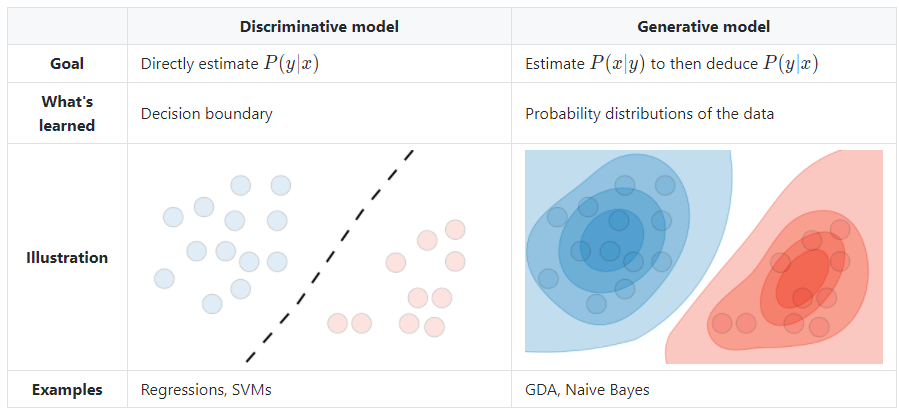 Discriminative model Generative model
Goal Directly estimate P(y|x) Estimate P(x|y) to then deduce P(y|x)
What's
learned Decision boundary Probability distributions of the data
Illustration
Examples Regressions, SVMs GDA, Naive Bayes